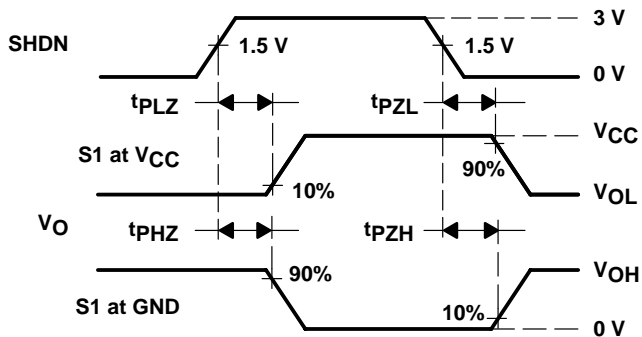 3 V
SHDN
1.5 V
1.5 V
0 V
tPLZ
tPZL
VCC
S1 at VCC
90%
10%
VOL
VO
tPHZ
tPZH
90%
VOH
S1 at GND
10%
0 V